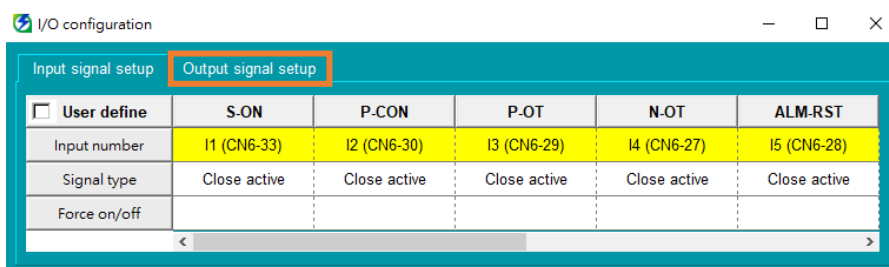 I/O configuration
Input signal setup Output signal setup
User define S-ON P-CON P-OT N-OT ALM-RST
Input number I1 (CN6-33) I2 (CN6-30) I3 (CN6-29) I4 (CN6-27) I5 (CN6-28)
Signal type Close active Close active Close active Close active Close active
Force on/off